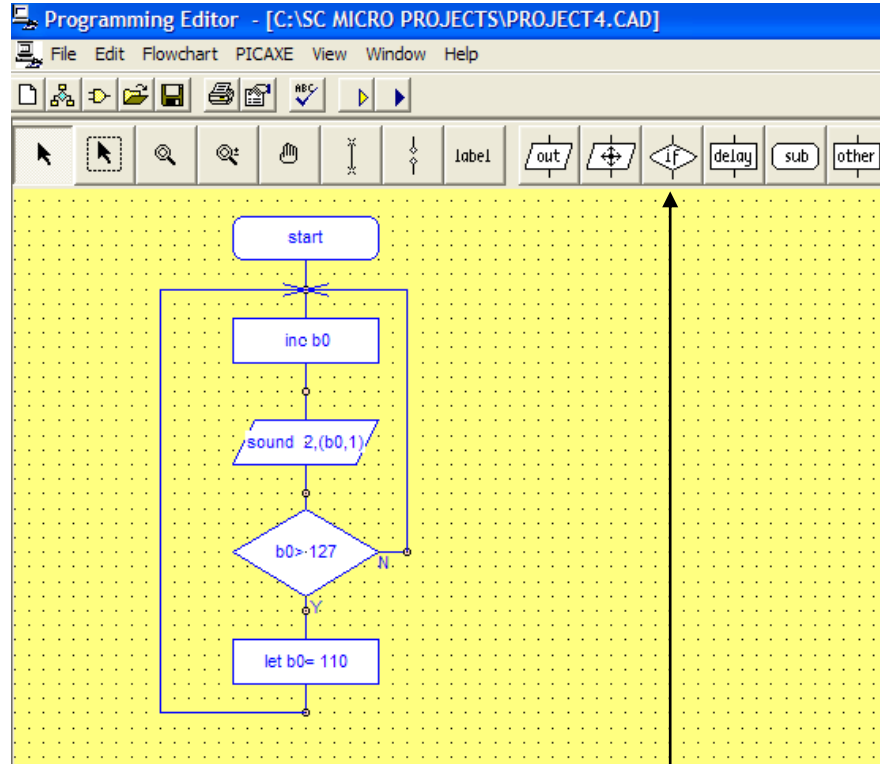 Programming Editor - [C:\SC MICRO PROJECTS\PROJECT4.CAD]
File Edit Flowchart PICAXE View Window Help
ABC
label out if delay sub other
start
inc b0
sound 2,(b0,1)
b0> 127
N
Y
let b0= 110